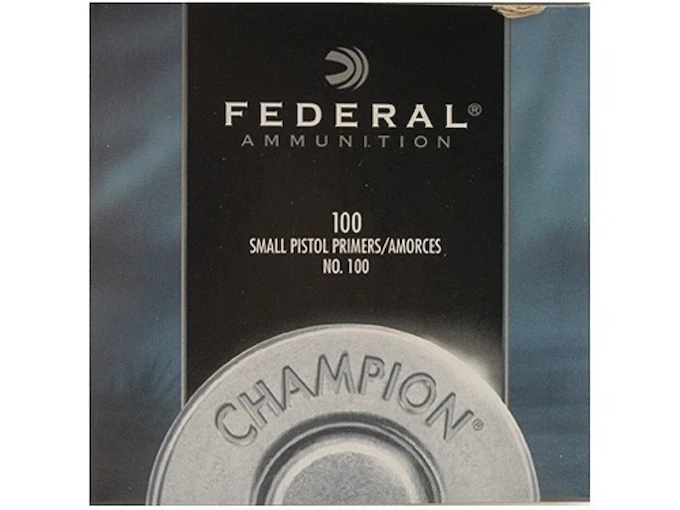 FEDERAL®
AMMUNITION
100
SMALL PISTOL PRIMERS/AMORCES
NO. 100
CHAMPION®